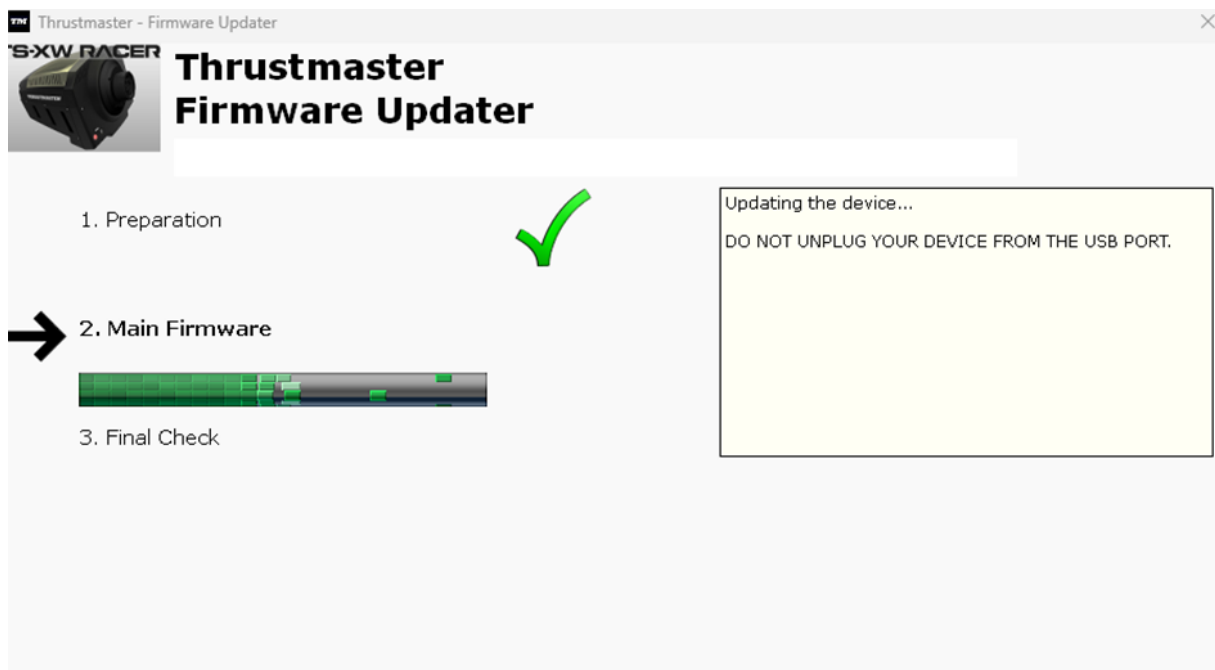 Thrustmaster - Firmware Updater
TS-XW RACER
Thrustmaster
Firmware Updater
1. Preparation
Updating the device...
DO NOT UNPLUG YOUR DEVICE FROM THE USB PORT.
2. Main Firmware
3. Final Check